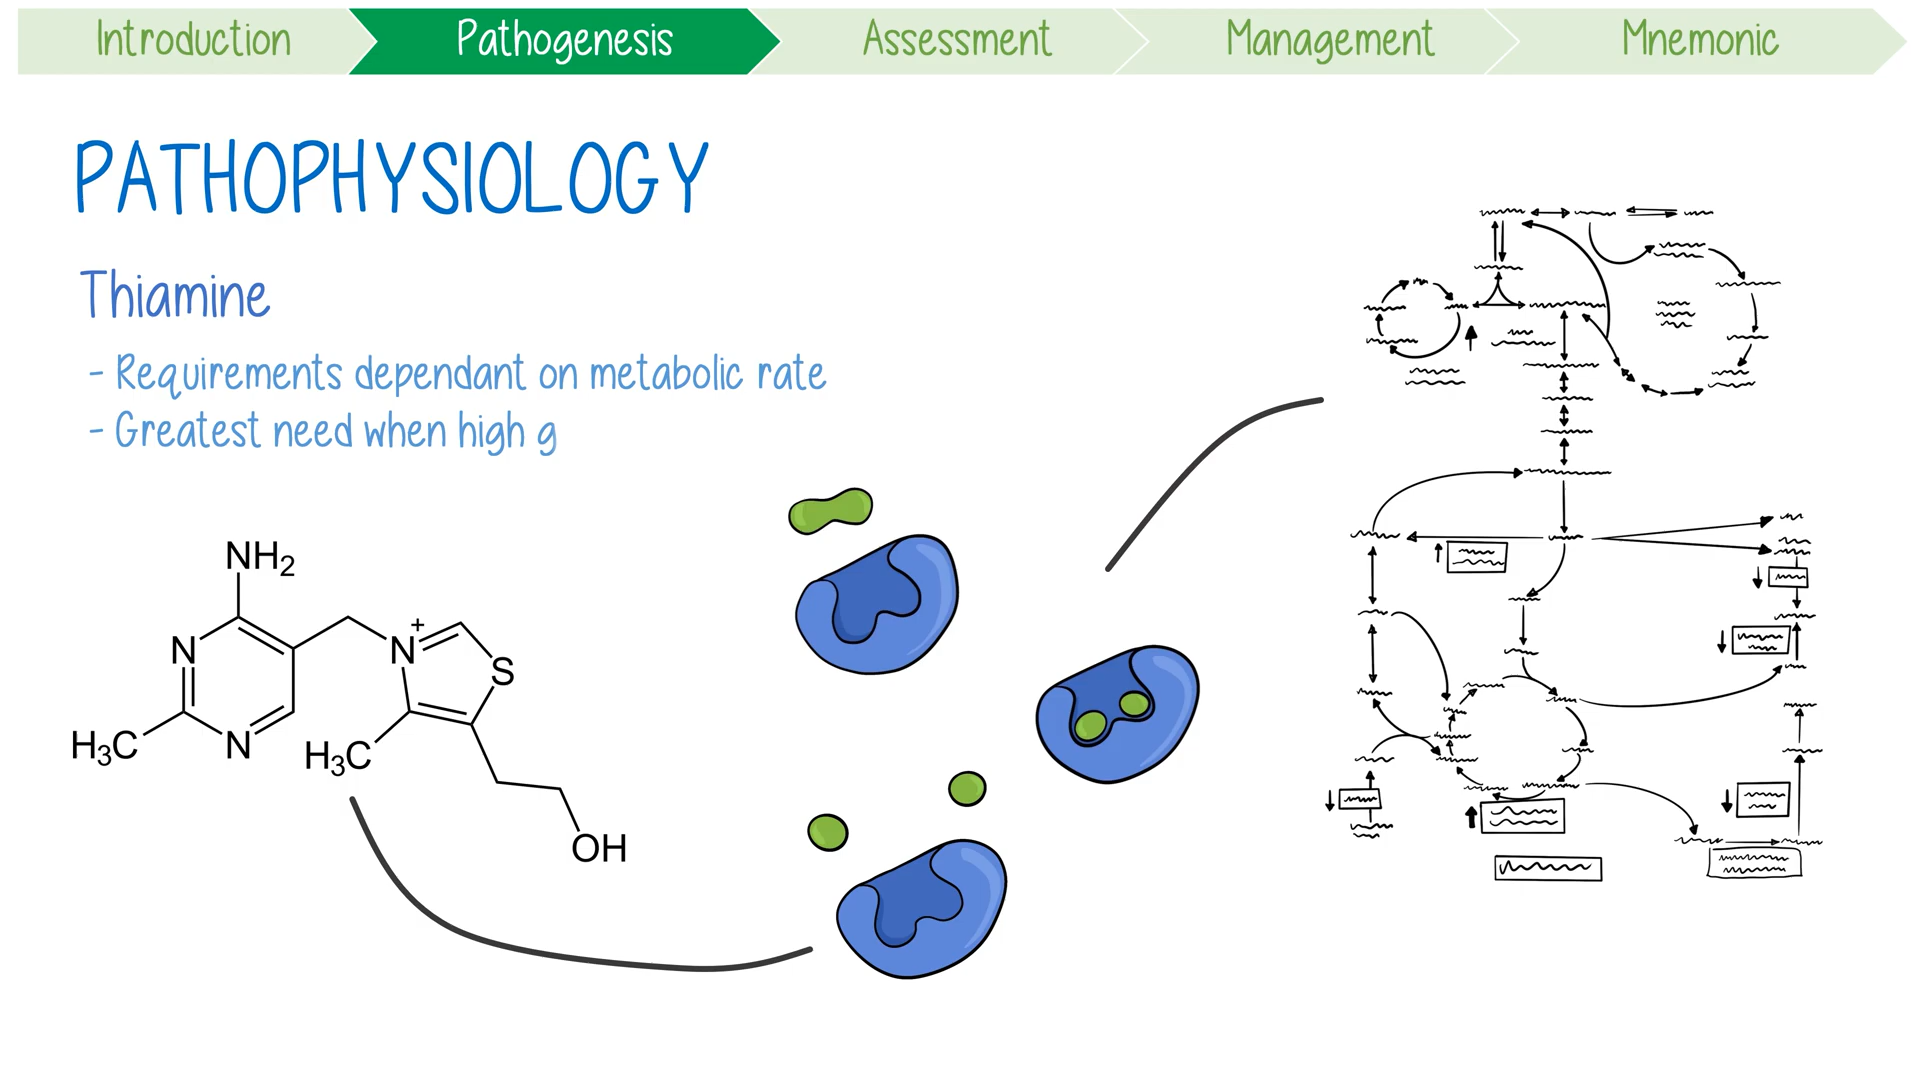 Introduction
Pathogenesis
Assessment
Management
Mnemonic
PATHOPHYSIOLOGY
Thiamine
- Requirements dependant on metabolic rate
- Greatest need when high g
NH2
N
N
H3C
N+
S
H3C
OH